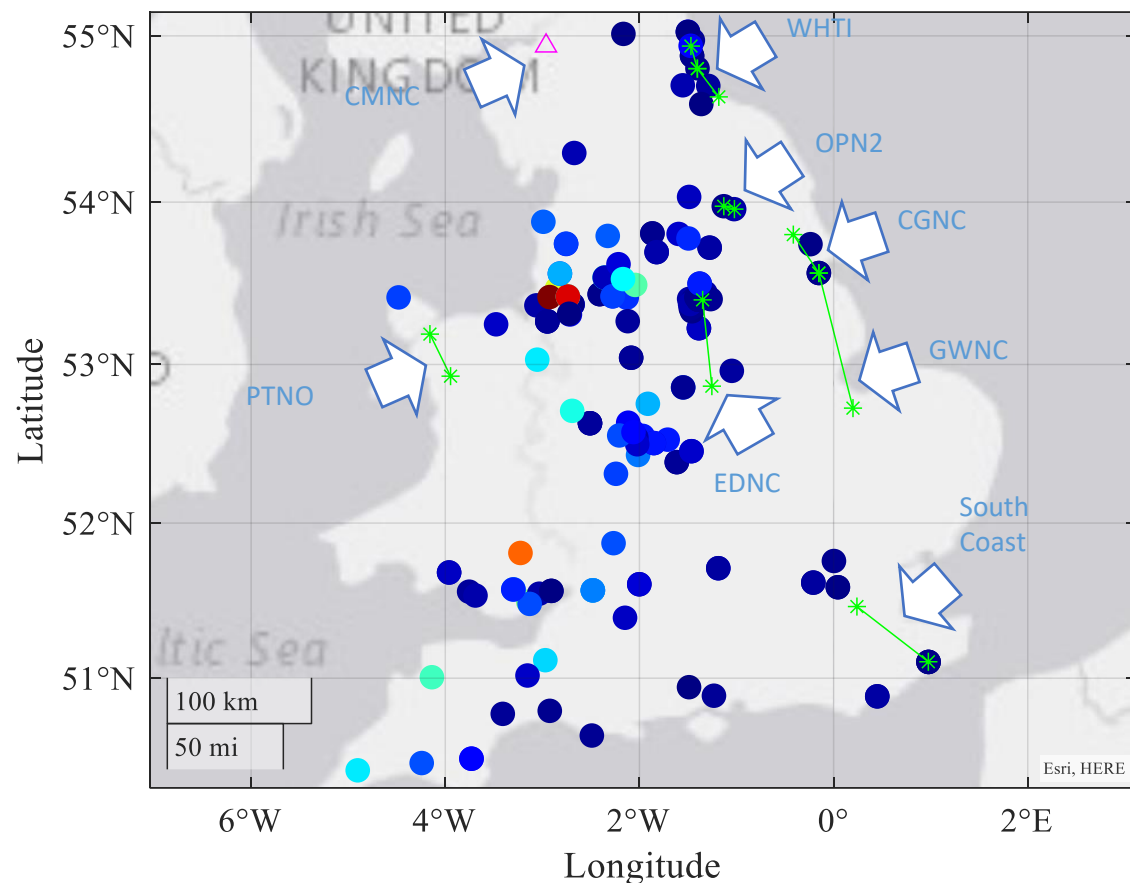 UNITED
KINGDOM
Irish Sea
ltic Sea
55°N
54°N
53°N
52°N
51°N
Latitude
WHTI
CMNC
OPN2
CGNC
GWNC
PTNO
EDNC
South
Coast
100 km
50 mi
Esri, HERE
6°W
4°W
2°W
0°
2°E
Longitude